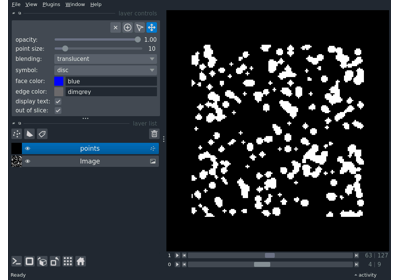 File View Plugins Window Help
layer controls
opacity: 1.00
point size: 10
blending: translucent
symbol: disc
face color: blue
edge color: dimgrey
display text:
out of slice:
layer list
points
Image
1 63 127
0 4 9
Ready activity